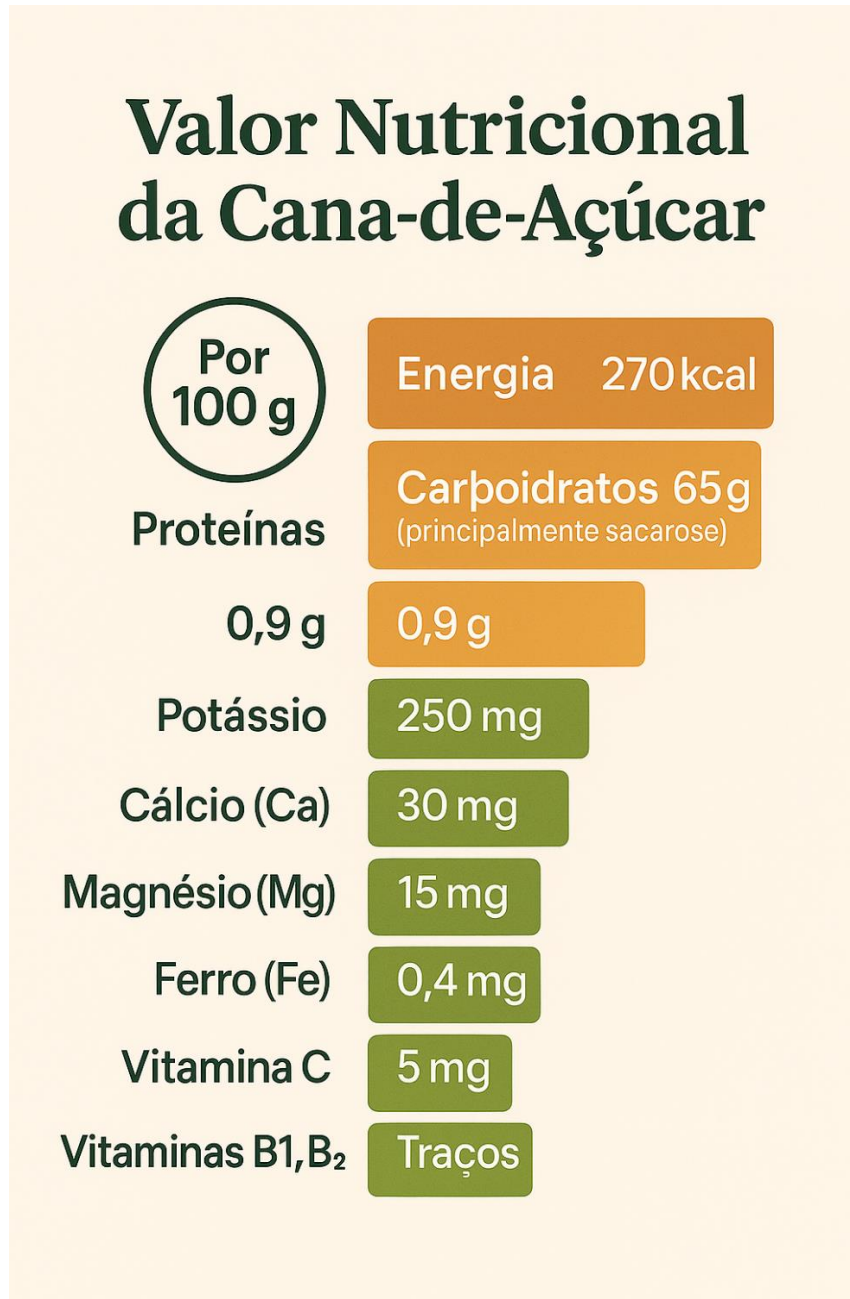 Valor Nutricional
da Cana-de-Açúcar
Por
100 g
Energia 270 kcal
Carþoidratos 65 g
(principalmente sacarose)
Proteínas
0,9 g 0,9 g
Potássio 250 mg
Cálcio (Ca) 30 mg
Magnésio (Mg) 15 mg
Ferro (Fe) 0,4 mg
Vitamina C 5 mg
Vitaminas B1, B₂ Traços